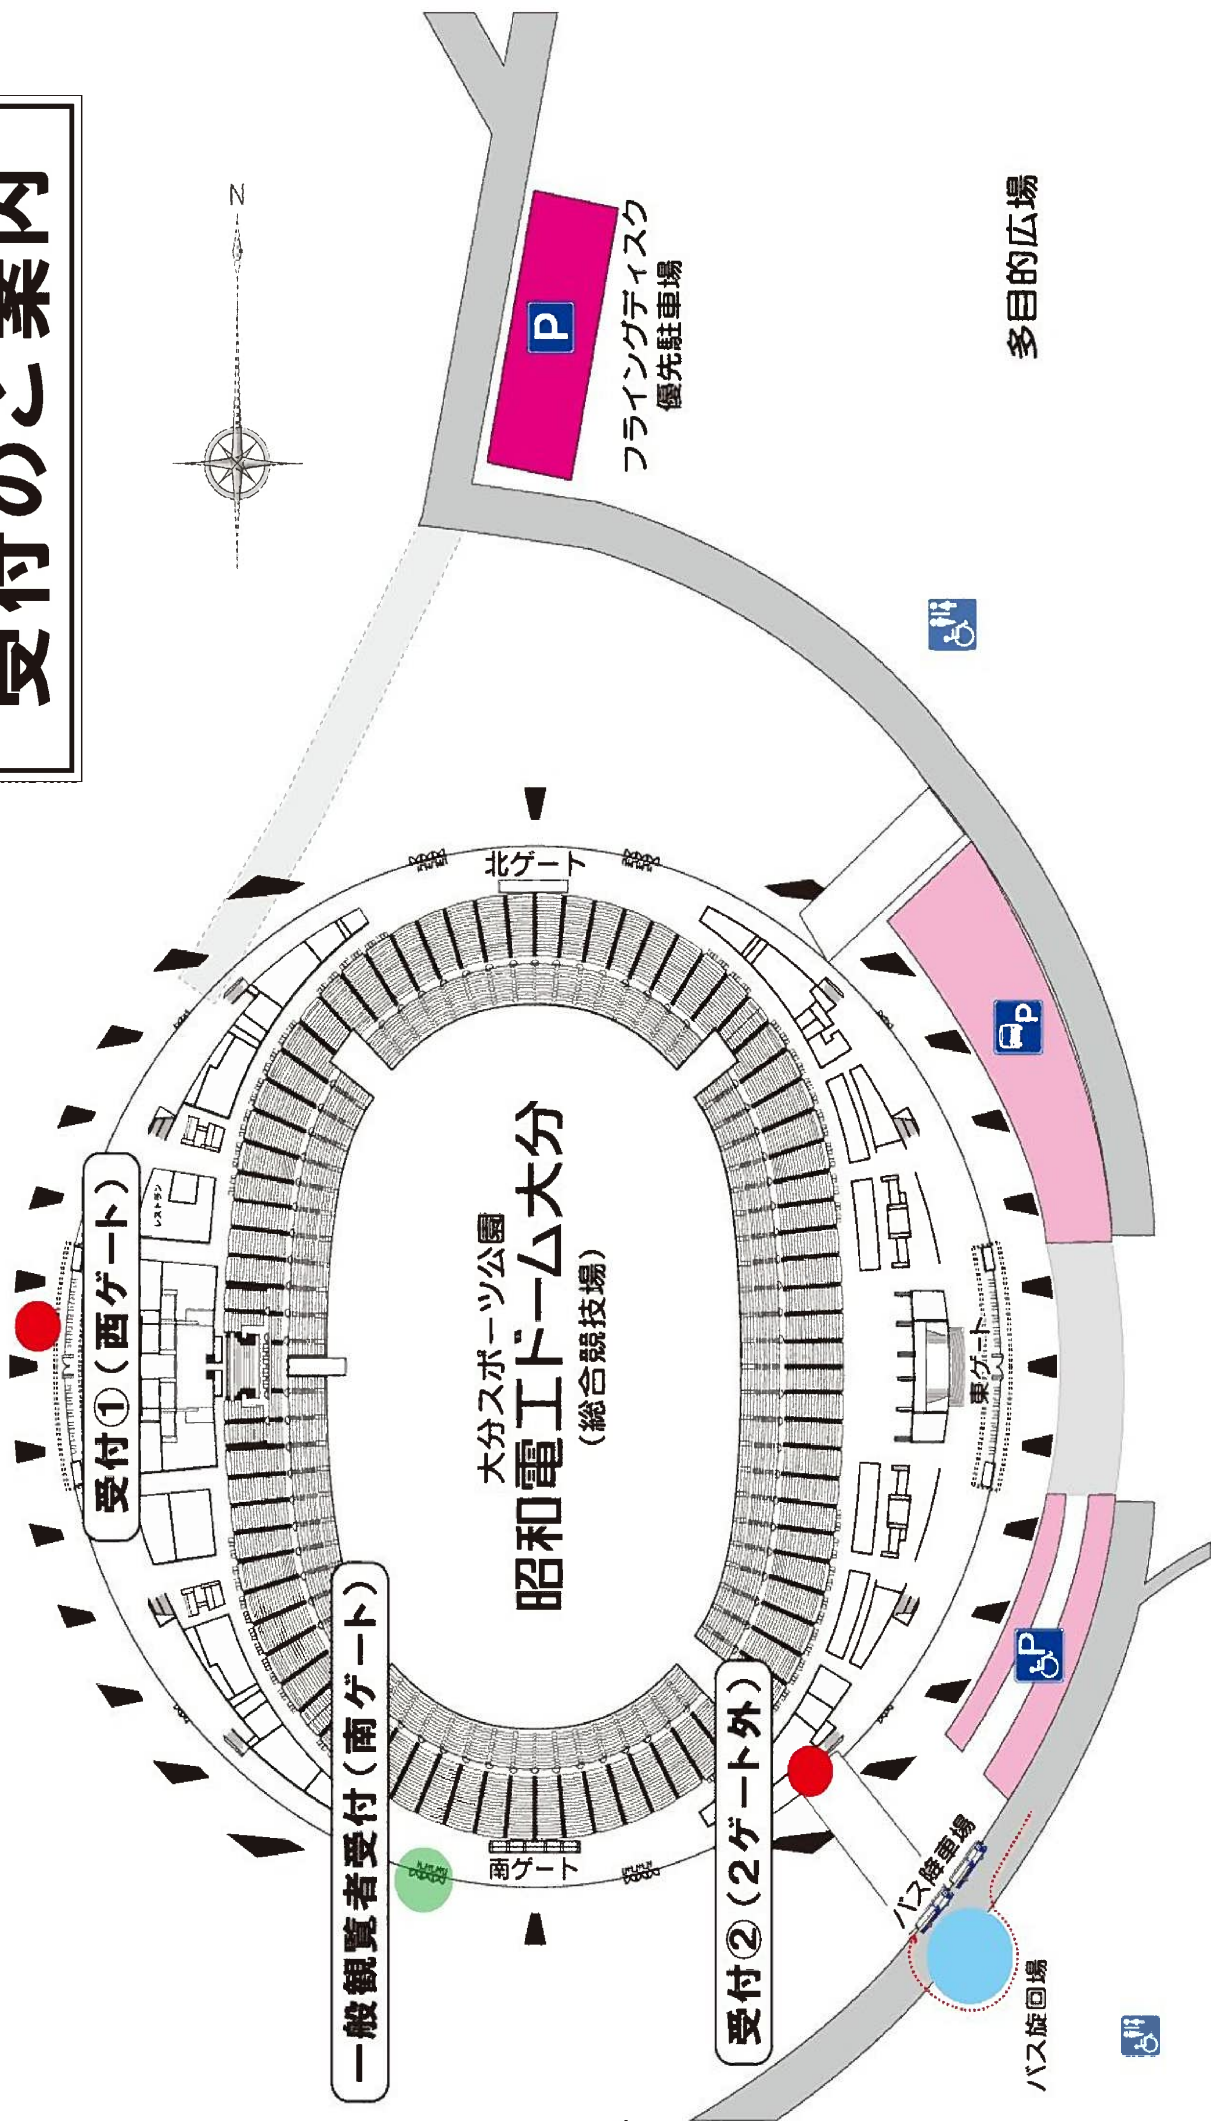 受付のご案内
N
P
フライングディスク
優先駐車場
多目的広場
北ゲート
レストラン
受付①（西ゲート）
大分スポーツ公園
昭和電工ドーム大分
（総合競技場）
P
東ゲート
P
一般観覧者受付（南ゲート）
南ゲート
受付②（2ゲート外）
バス降車場
バス旋回場